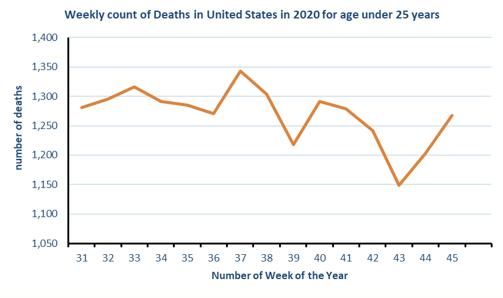 Weekly count of Deaths in United States in 2020 for age under 25 years
number of deaths
1,400
1,350
1,300
1,250
1,200
1,150
1,100
1,050
31 32 33 34 35 36 37 38 39 40 41 42 43 44 45
Number of Week of the Year